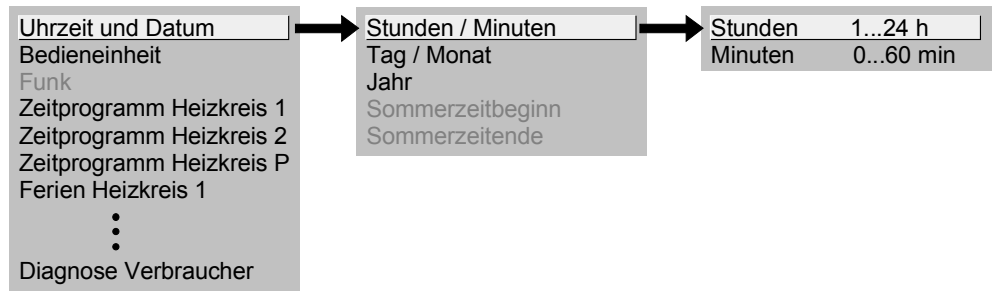 Uhrzeit und Datum
Bedieneinheit
Funk
Zeitprogramm Heizkreis 1
Zeitprogramm Heizkreis 2
Zeitprogramm Heizkreis P
Ferien Heizkreis 1
Diagnose Verbraucher
Stunden / Minuten
Tag / Monat
Jahr
Sommerzeitbeginn
Sommerzeitende
Stunden 1...24 h
Minuten 0...60 min